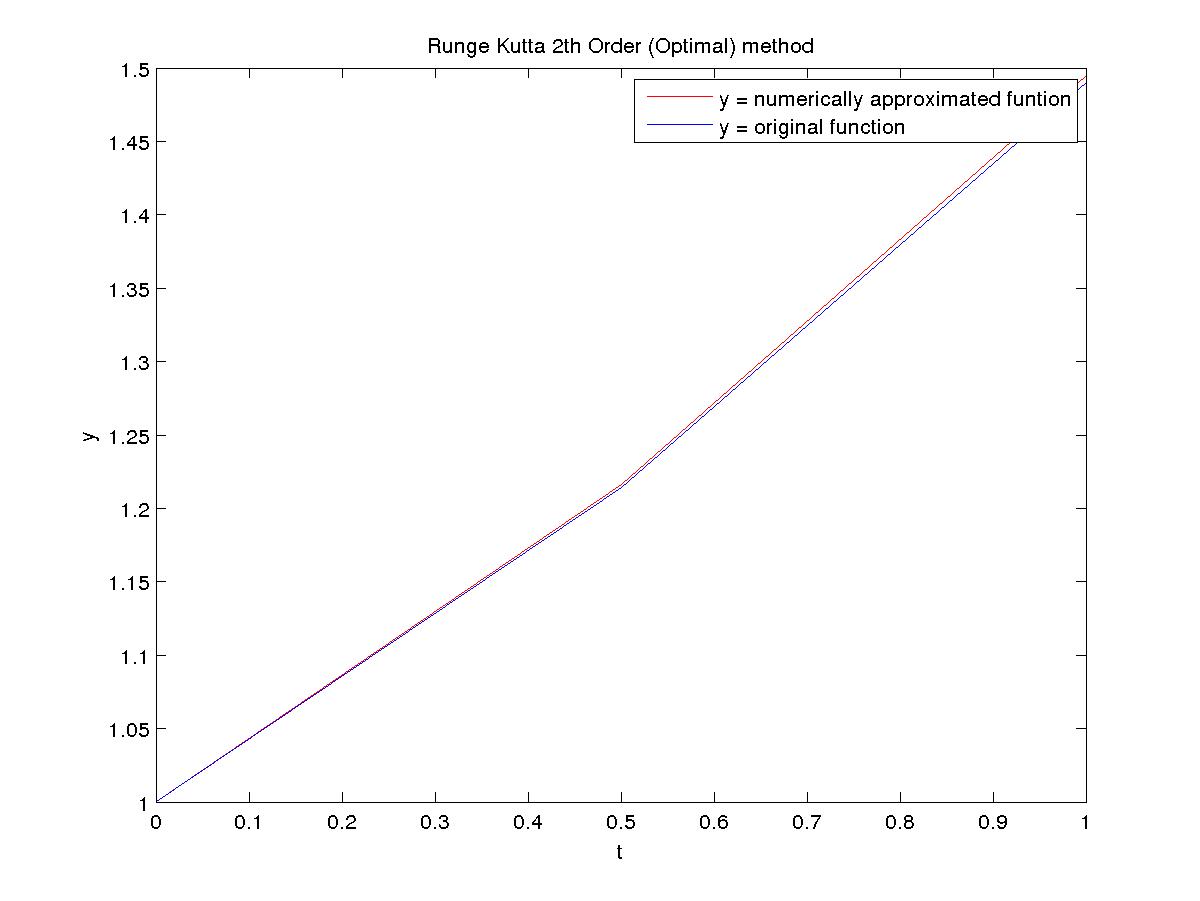 Runge Kutta 2th Order (Optimal) method
1.5
y = numerically approximated funtion
y = original function
1.45
1.4
1.35
1.3
y
1.25
1.2
1.15
1.1
1.05
1
0 0.1 0.2 0.3 0.4 0.5 0.6 0.7 0.8 0.9 1
t